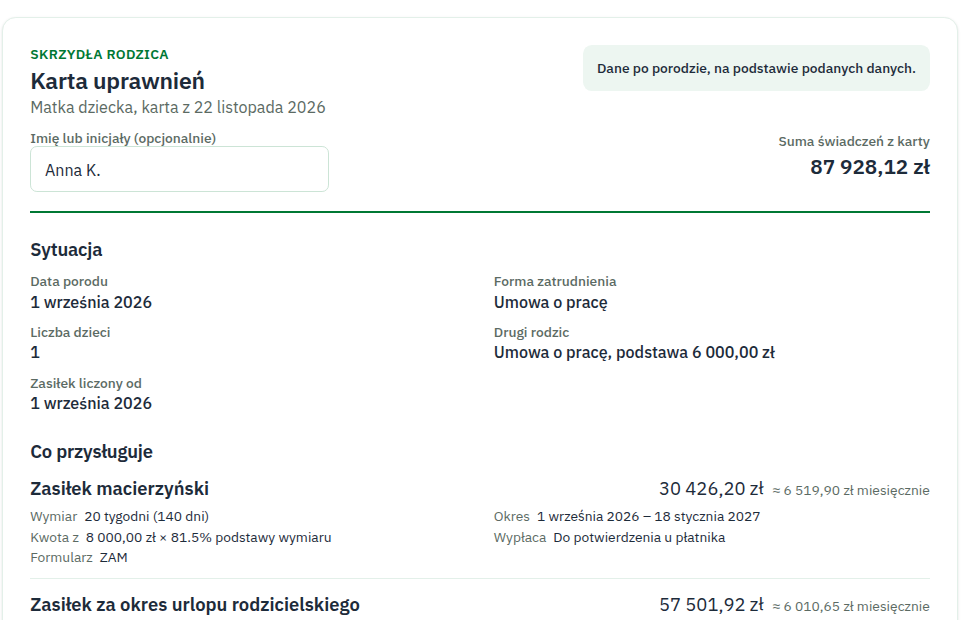 SKRZYDŁA RODZICA
Karta uprawnień
Matka dziecka, karta z 22 listopada 2026
Dane po porodzie, na podstawie podanych danych.
Imię lub inicjały (opcjonalnie)
Anna K.
Suma świadczeń z karty
87 928,12 zł
Sytuacja
Data porodu
1 września 2026
Forma zatrudnienia
Umowa o pracę
Liczba dzieci
1
Drugi rodzic
Umowa o pracę, podstawa 6 000,00 zł
Zasiłek liczony od
1 września 2026
Co przysługuje
Zasiłek macierzyński 30 426,20 zł ≈ 6 519,90 zł miesięcznie
Wymiar 20 tygodni (140 dni) Okres 1 września 2026 – 18 stycznia 2027
Kwota z 8 000,00 zł × 81.5% podstawy wymiaru Wypłaca Do potwierdzenia u płatnika
Formularz ZAM
Zasiłek za okres urlopu rodzicielskiego 57 501,92 zł ≈ 6 010,65 zł miesięcznie